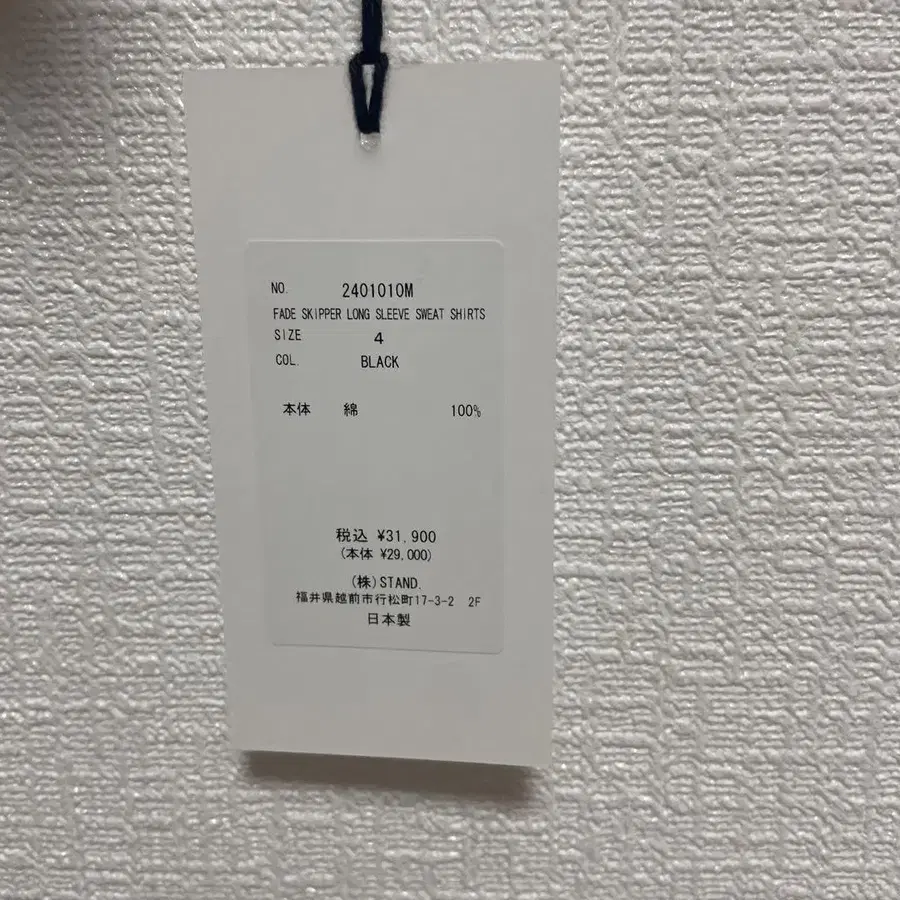 NO. 2401010M
FADE SKIPPER LONG SLEEVE SWEAT SHIRTS
SIZE 4
COL. BLACK
本体 綿 100%
税込 ¥31,900
(本体 ¥29,000)
(株)STAND.
福井県越前市行松町17-3-2 2F
日本製